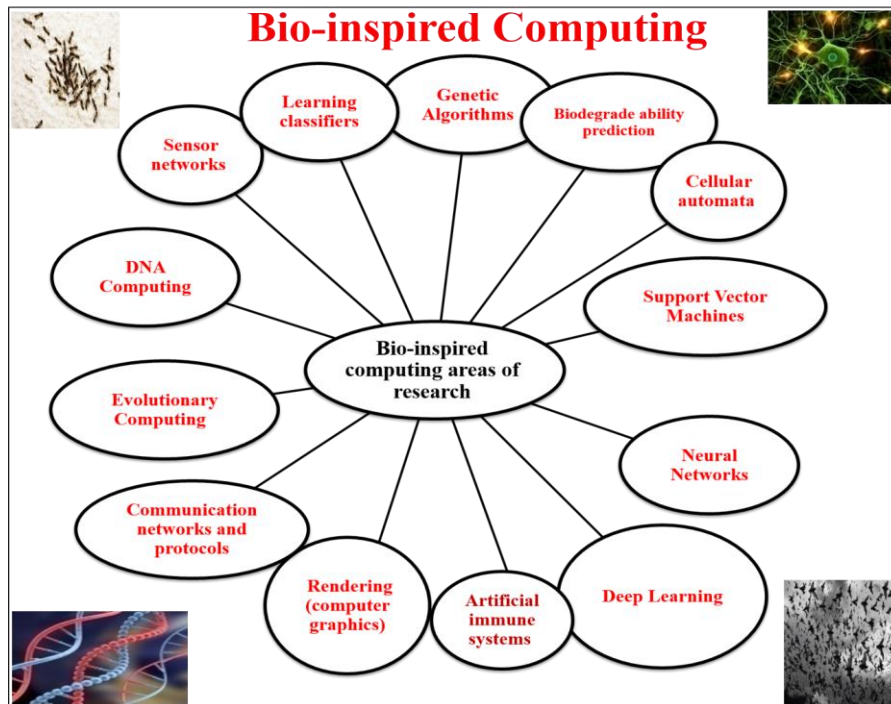 Bio-inspired Computing
Learning
classifiers
Genetic
Algorithms
Biodegrade ability
prediction
Sensor
networks
Cellular
automata
DNA
Computing
Support Vector
Machines
Bio-inspired
computing areas of
research
Evolutionary
Computing
Neural
Networks
Communication
networks and
protocols
Rendering
(computer
graphics)
Artificial
immune
systems
Deep Learning